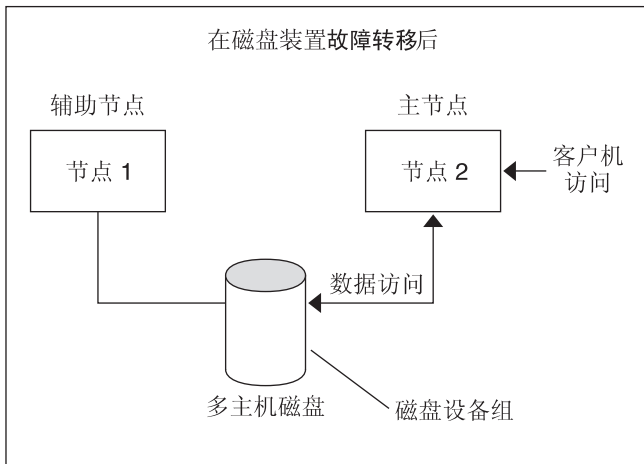 在磁盘装置故障转移后
辅助节点
主节点
节点 1
节点 2
客户机
访问
数据访问
多主机磁盘
磁盘设备组